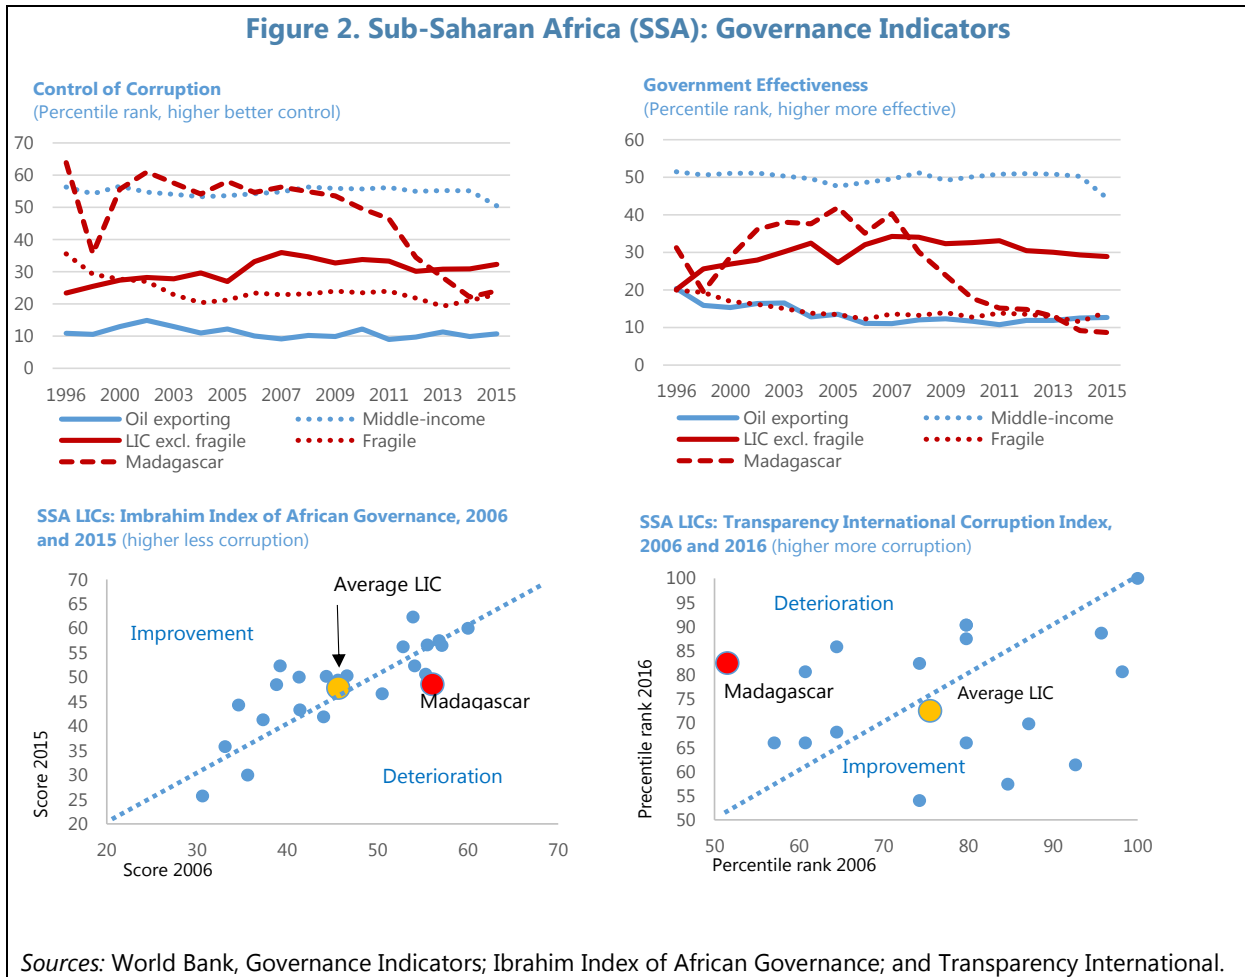 Figure 2. Sub-Saharan Africa (SSA): Governance Indicators
Control of Corruption
(Percentile rank, higher better control)
70
60
50
40
30
20
10
0
1996 2000 2003 2005 2007 2009 2011 2013 2015
Oil exporting Middle-income
LIC excl. fragile Fragile
Madagascar
Government Effectiveness
(Percentile rank, higher more effective)
60
50
40
30
20
10
0
1996 2000 2003 2005 2007 2009 2011 2013 2015
Oil exporting Middle-income
LIC excl. fragile Fragile
Madagascar
SSA LICs: Imbrahim Index of African Governance, 2006
and 2015 (higher less corruption)
70
65
60
55
50
45
40
35
30
25
20
Score 2015
Average LIC
Improvement
Madagascar
Deterioration
20 30 40 50 60 70
Score 2006
SSA LICs: Transparency International Corruption Index,
2006 and 2016 (higher more corruption)
100
95
90
85
80
75
70
65
60
55
50
Precentile rank 2016
Deterioration
Madagascar
Average LIC
Improvement
50 60 70 80 90 100
Percentile rank 2006
Sources: World Bank, Governance Indicators; Ibrahim Index of African Governance; and Transparency International.